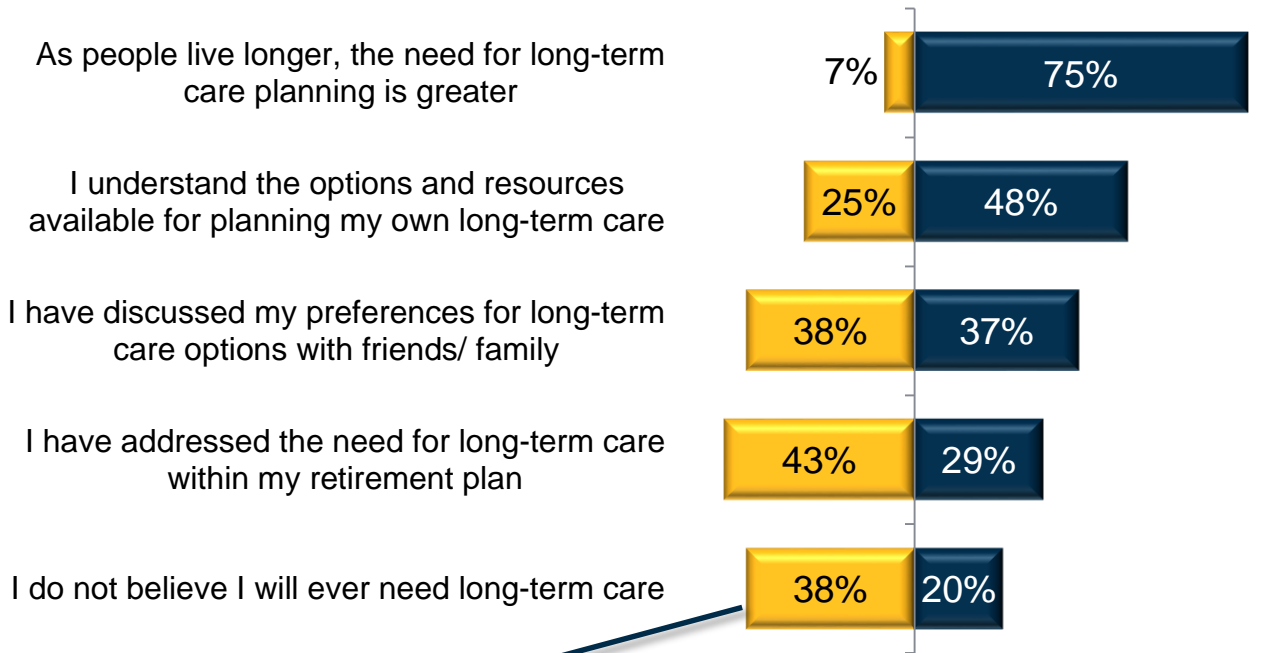 As people live longer, the need for long-term
care planning is greater
7%
75%
I understand the options and resources
available for planning my own long-term care
25%
48%
I have discussed my preferences for long-term
care options with friends/ family
38%
37%
I have addressed the need for long-term care
within my retirement plan
43%
29%
I do not believe I will ever need long-term care
38%
20%